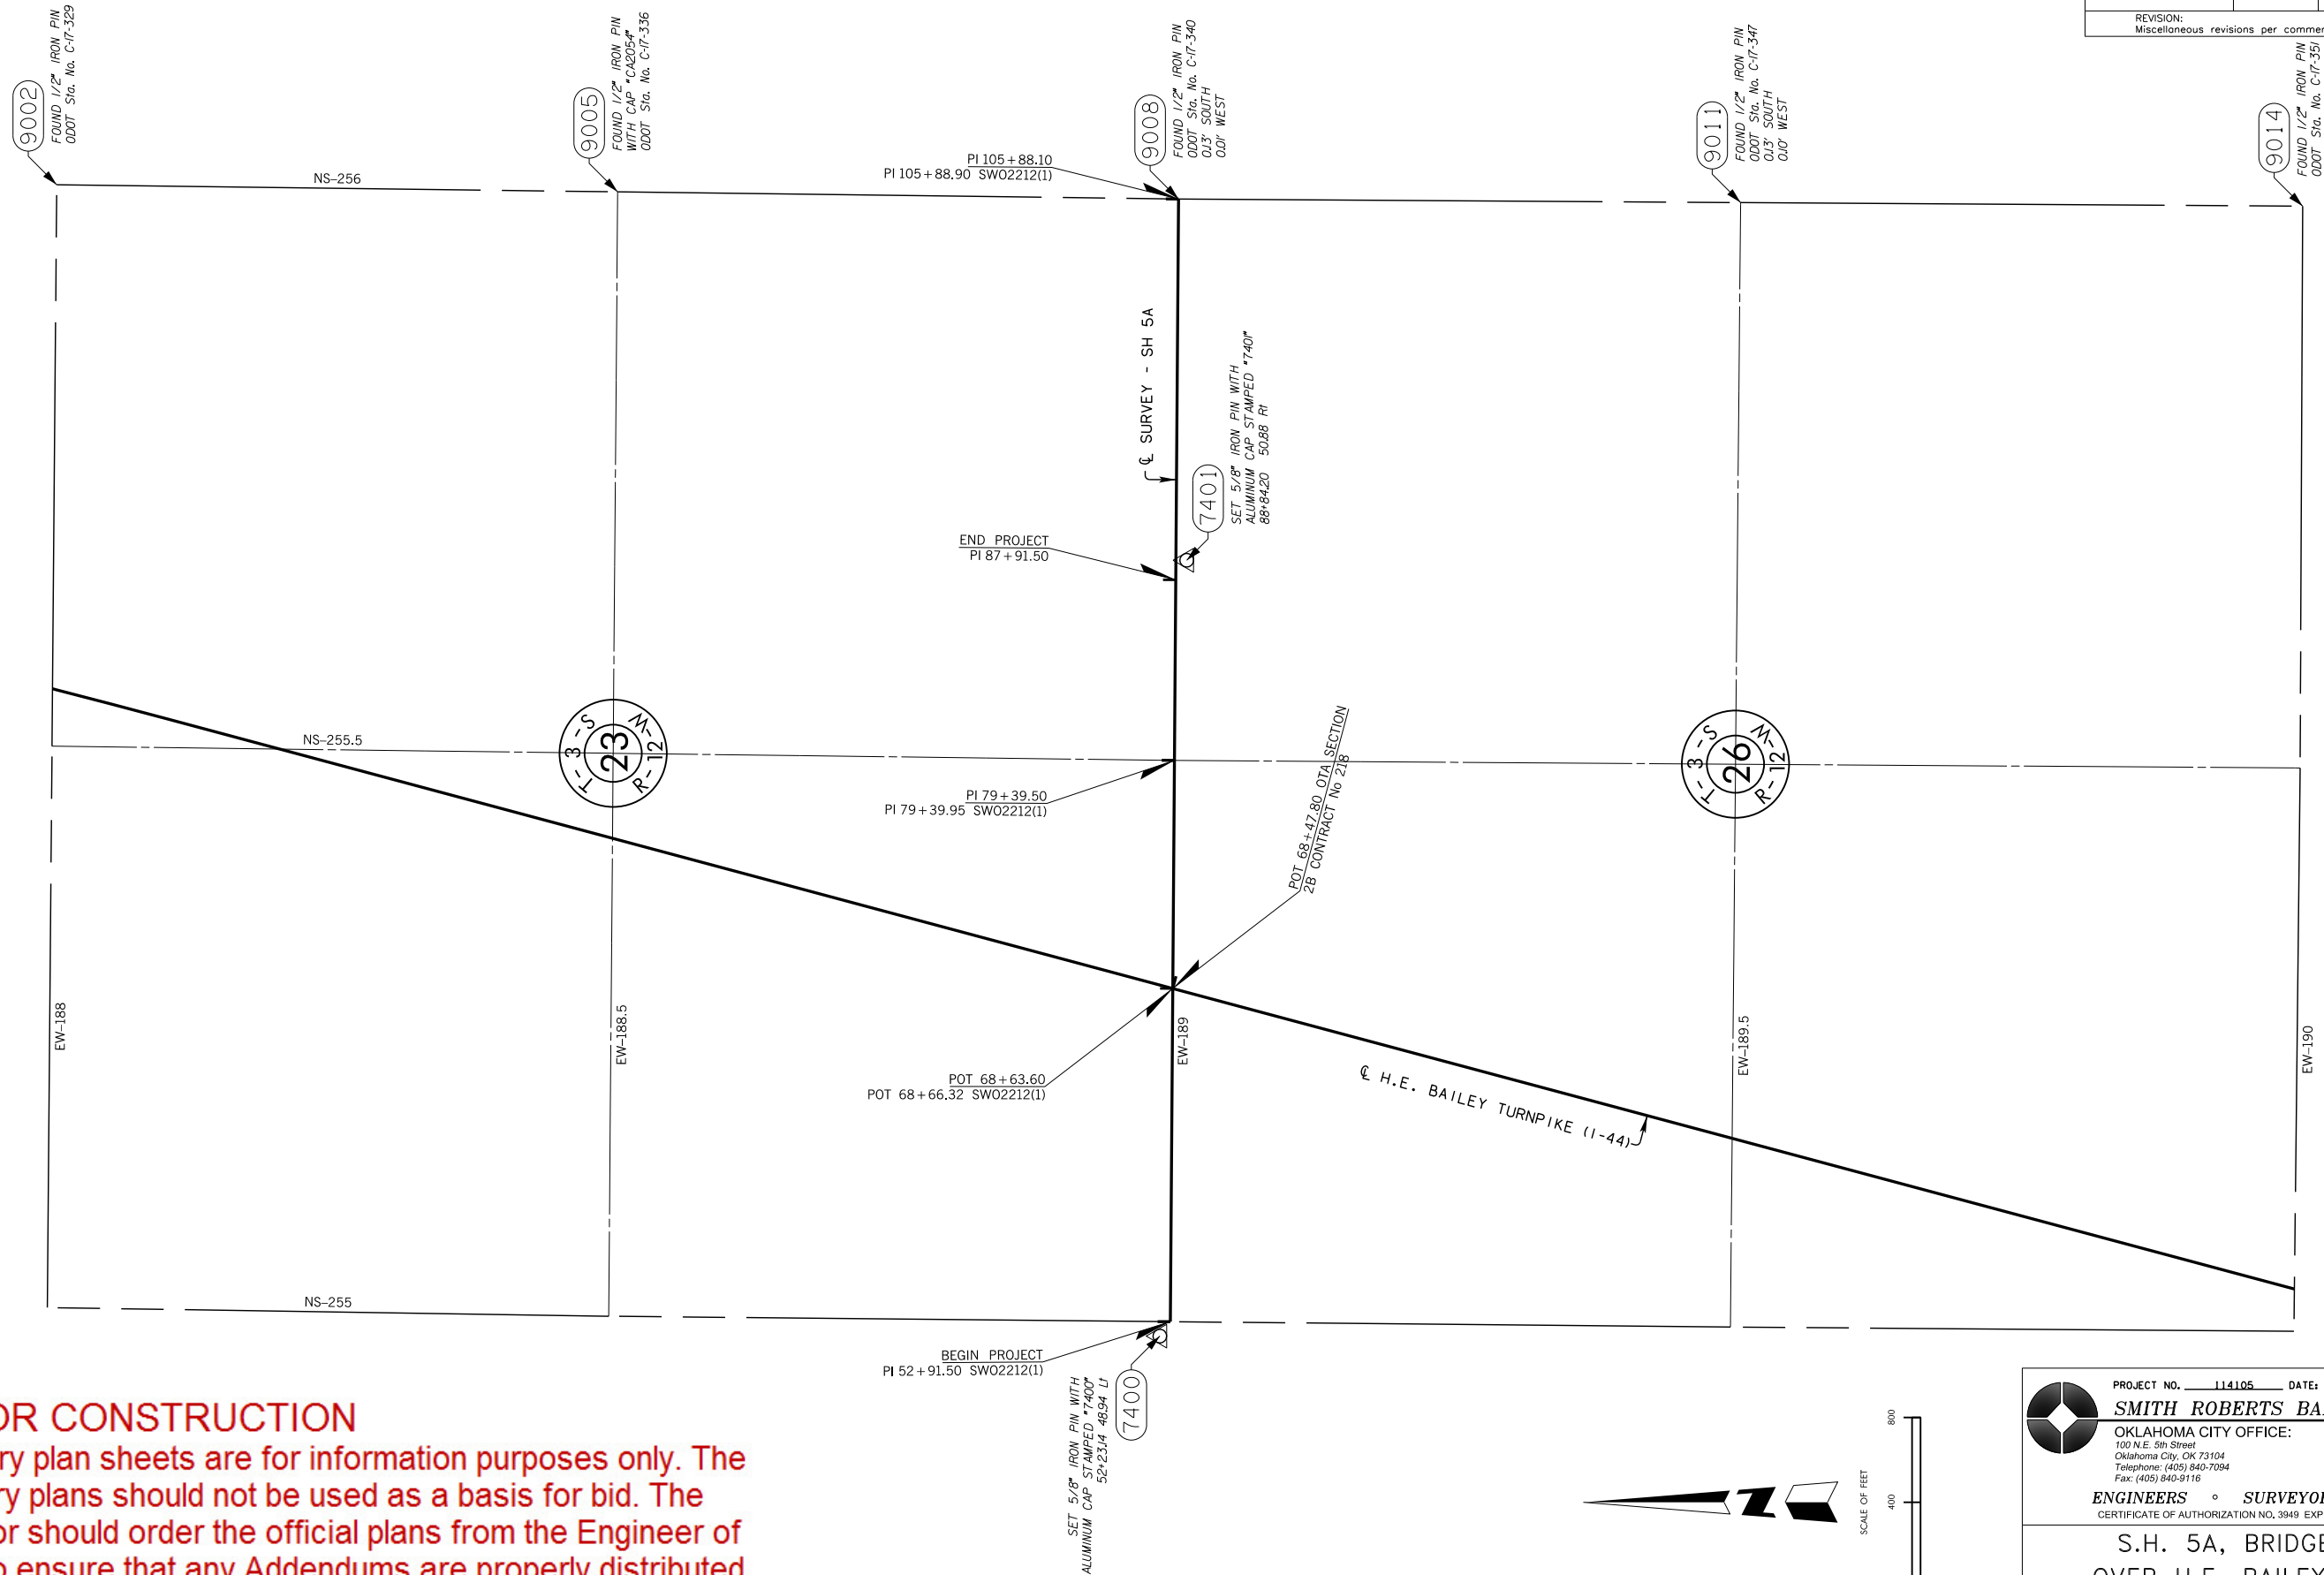 REVISION:
Miscellaneous revisions per commen
9002
FOUND 1/2" IRON PIN
ODOT Sta. No. C-17-329
9005
FOUND 1/2" IRON PIN
WITH CAP "CA2054"
ODOT Sta. No. C-17-336
9008
FOUND 1/2" IRON PIN
ODOT Sta. No. C-17-340
0.13' SOUTH
0.01' WEST
9011
FOUND 1/2" IRON PIN
ODOT Sta. No. C-17-347
0.13' SOUTH
0.10' WEST
9014
FOUND 1/2" IRON PIN
ODOT Sta. No. C-17-351
NS-256
PI 105+88.10
PI 105+88.90 SWO2212(1)
℄ SURVEY - SH 5A
7401
SET 5/8" IRON PIN WITH
ALUMINUM CAP STAMPED "7401"
88+84.20 50.88 Rt
END PROJECT
PI 87+91.50
NS-255.5
T-3-S
23
R-12-W
PI 79+39.50
PI 79+39.95 SWO2212(1)
POT 68+47.80 OTA SECTION
2B CONTRACT No 218
T-3-S
26
R-12-W
EW-188
EW-188.5
EW-189
EW-189.5
EW-190
POT 68+63.60
POT 68+66.32 SWO2212(1)
℄ H.E. BAILEY TURNPIKE (I-44)
NS-255
BEGIN PROJECT
PI 52+91.50 SWO2212(1)
SET 5/8" IRON PIN WITH
ALUMINUM CAP STAMPED "7400"
52+23.14 48.94 Lt
7400
OR CONSTRUCTION
ry plan sheets are for information purposes only. The
ry plans should not be used as a basis for bid. The
or should order the official plans from the Engineer of
o ensure that any Addendums are properly distributed
N
SCALE OF FEET
800
400
PROJECT NO. 114105 DATE:
SMITH ROBERTS BA
OKLAHOMA CITY OFFICE:
100 N.E. 5th Street
Oklahoma City, OK 73104
Telephone: (405) 840-7094
Fax: (405) 840-9116
ENGINEERS ° SURVEYOR
CERTIFICATE OF AUTHORIZATION NO. 3949 EXP
S.H. 5A, BRIDGE
OVER H.E. BAILEY